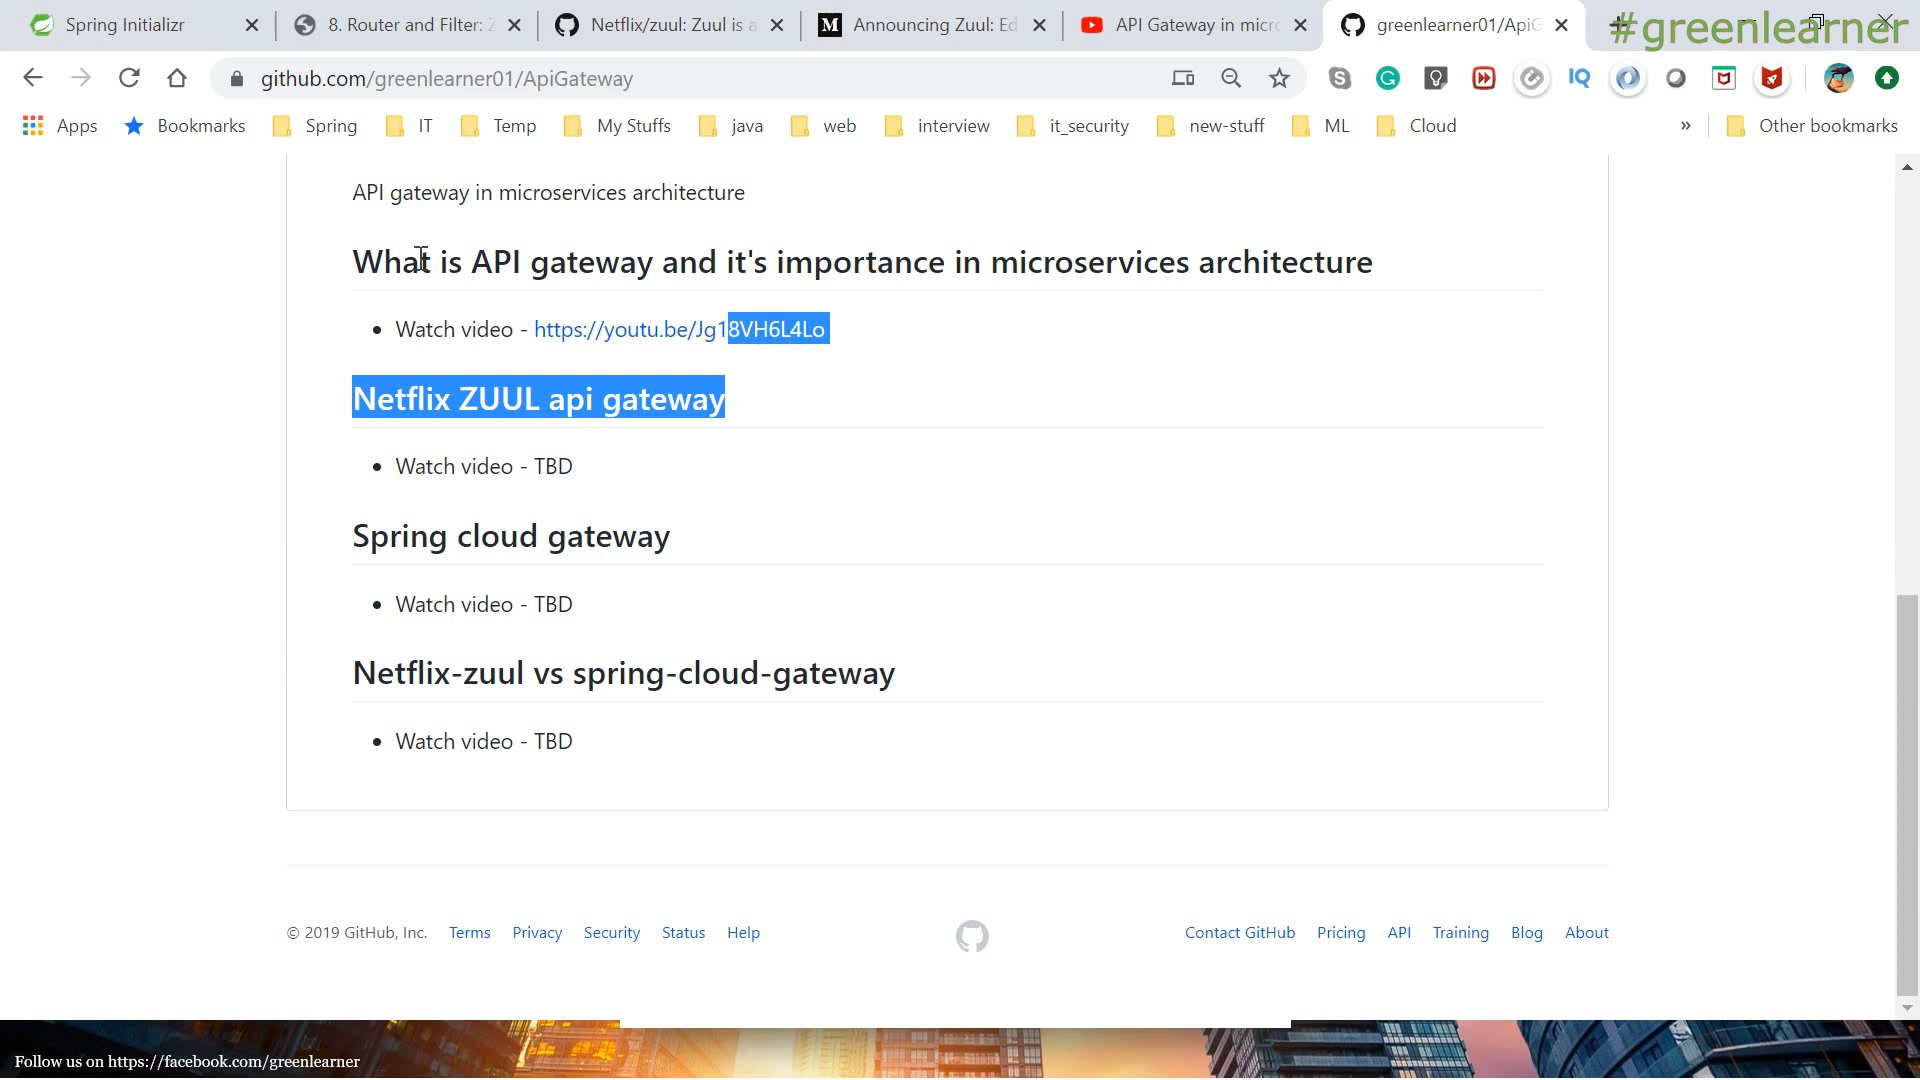 Spring Initializr
8. Router and Filter: Z
Netflix/zuul: Zuul is a
Announcing Zuul: Ed
API Gateway in micro
greenlearner01/ApiG
#greenlearner
github.com/greenlearner01/ApiGateway
Apps
Bookmarks
Spring
IT
Temp
My Stuffs
java
web
interview
it_security
new-stuff
ML
Cloud
»
Other bookmarks
API gateway in microservices architecture
What is API gateway and it's importance in microservices architecture
Watch video - https://youtu.be/Jg18VH6L4Lo
Netflix ZUUL api gateway
Watch video - TBD
Spring cloud gateway
Watch video - TBD
Netflix-zuul vs spring-cloud-gateway
Watch video - TBD
© 2019 GitHub, Inc. Terms Privacy Security Status Help
Contact GitHub Pricing API Training Blog About
Follow us on https://facebook.com/greenlearner